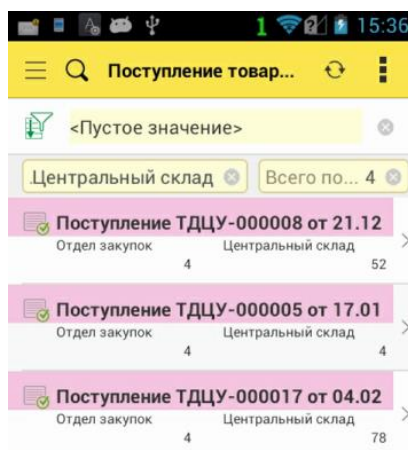 1 15:36
Поступление товар...
<Пустое значение>
.Центральный склад Всего по... 4
Поступление ТДЦУ-000008 от 21.12
Отдел закупок Центральный склад
4 52
Поступление ТДЦУ-000005 от 17.01
Отдел закупок Центральный склад
4 4
Поступление ТДЦУ-000017 от 04.02
Отдел закупок Центральный склад
4 78